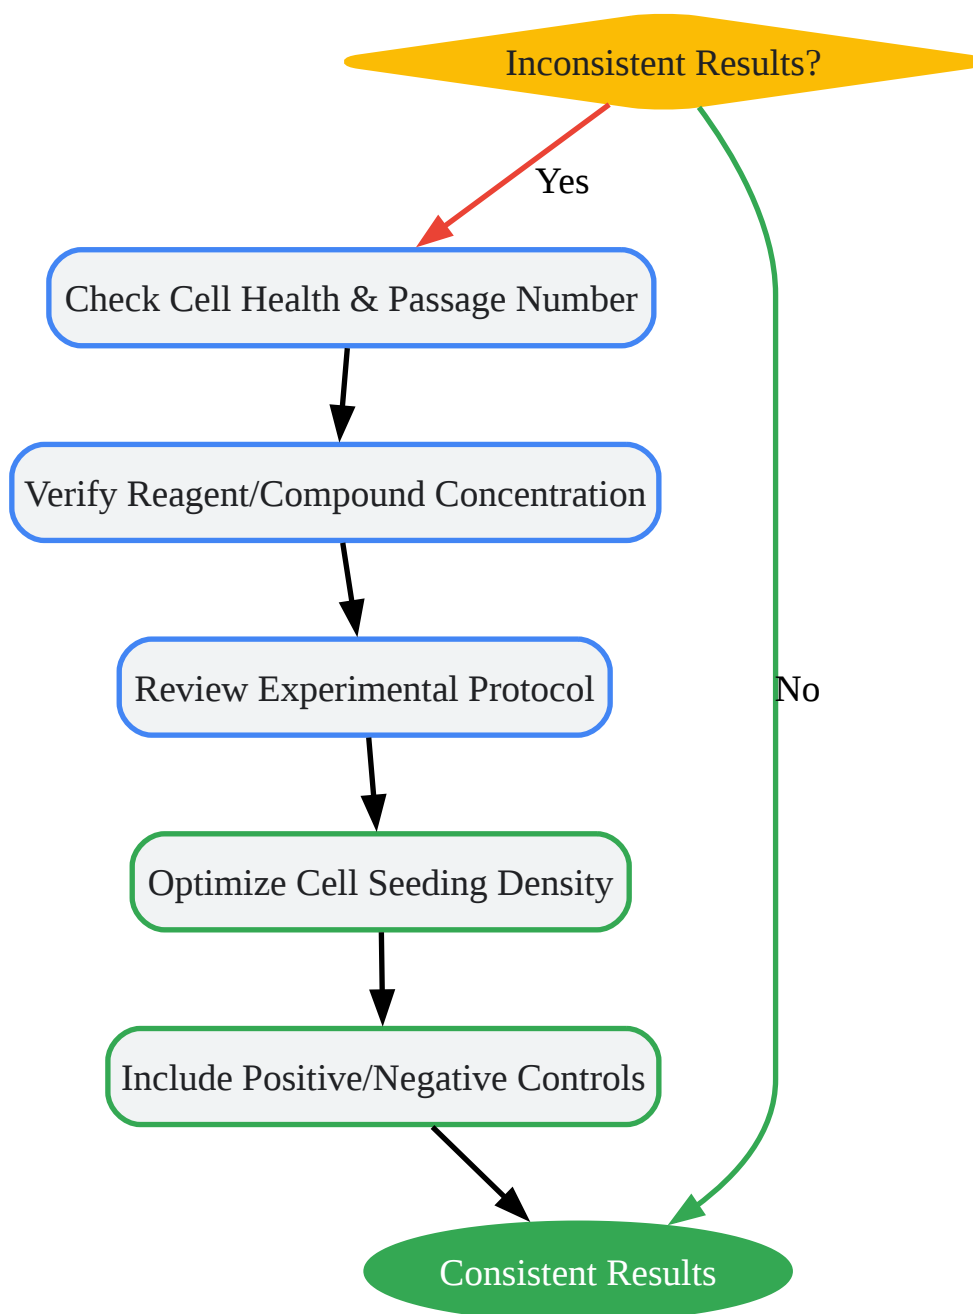 Inconsistent Results?
Yes
Check Cell Health & Passage Number
Verify Reagent/Compound Concentration
Review Experimental Protocol
No
Optimize Cell Seeding Density
Include Positive/Negative Controls
Consistent Results